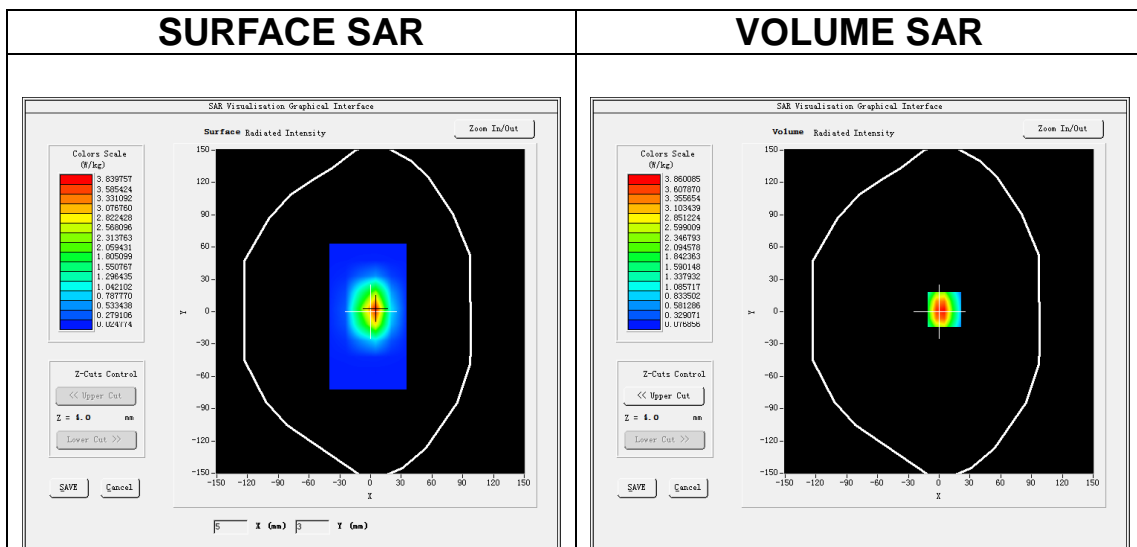 SURFACE SAR
SAR Visualisation Graphical Interface
Surface Radiated Intensity
Zoom In/Out
Colors Scale
(W/kg)
3.839757
3.585424
3.331092
3.076760
2.822428
2.568096
2.313763
2.059431
1.805099
1.550767
1.296435
1.042102
0.787770
0.533438
0.279106
0.024774
Z-Cuts Control
<< Upper Cut
Z = 4.0 mm
Lower Cut >>
SAVE Cancel
150
120
90
60
30
0
-30
-60
-90
-120
-150
Y
-150 -120 -90 -60 -30 0 30 60 90 120 150
X
5 X (mm) 3 Y (mm)
VOLUME SAR
SAR Visualisation Graphical Interface
Volume Radiated Intensity
Zoom In/Out
Colors Scale
(W/kg)
3.860085
3.607870
3.355654
3.103439
2.851224
2.599009
2.346793
2.094578
1.842363
1.590148
1.337932
1.085717
0.833502
0.581286
0.329071
0.076856
Z-Cuts Control
<< Upper Cut
Z = 4.0 mm
Lower Cut >>
SAVE Cancel
150
120
90
60
30
0
-30
-60
-90
-120
-150
Y
-150 -120 -90 -60 -30 0 30 60 90 120 150
X